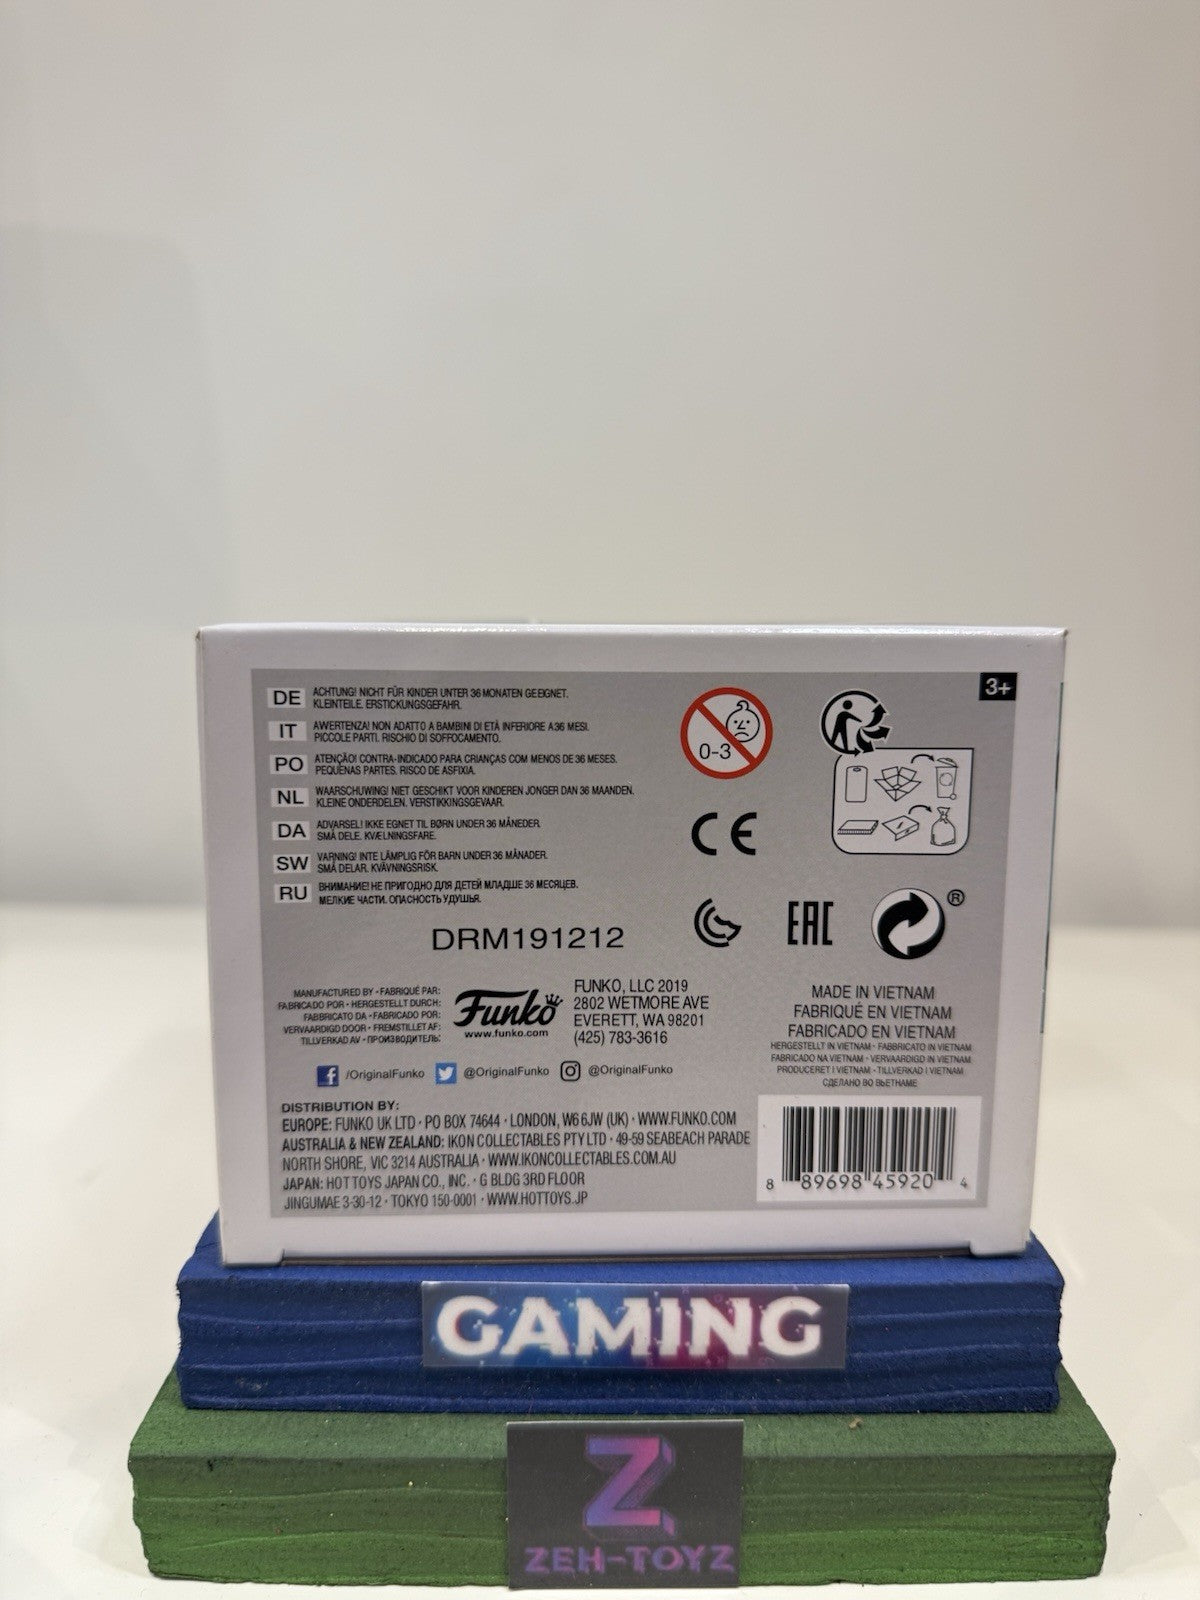 3+
DE ACHTUNG! NICHT FÜR KINDER UNTER 36 MONATEN GEEIGNET.
KLEINTEILE. ERSTICKUNGSGEFAHR.
IT AWERTENZA! NON ADATTO A BAMBINI DI ETÀ INFERIORE A 36 MESI.
PICCOLE PARTI. RISCHIO DI SOFFOCAMENTO.
PO ATENÇÃO! CONTRA-INDICADO PARA CRIANÇAS COM MENOS DE 36 MESES.
PEQUENAS PARTES. RISCO DE ASFIXIA.
NL WAARSCHUWING! NIET GESCHIKT VOOR KINDEREN JONGER DAN 36 MAANDEN.
KLEINE ONDERDELEN. VERSTIKKINGSGEVAAR.
DA ADVARSEL! IKKE EGNET TIL BØRN UNDER 36 MÅNEDER.
SMÅ DELE. KVÆLNINGSFARE.
SW VARNING! INTE LÄMPLIG FÖR BARN UNDER 36 MÅNADER.
SMÅ DELAR. KVÄVNINGSRISK.
RU ВНИМАНИЕ! НЕ ПРИГОДНО ДЛЯ ДЕТЕЙ МЛАДШЕ 36 МЕСЯЦЕВ.
МЕЛКИЕ ЧАСТИ. ОПАСНОСТЬ УДУШЬЯ.
0-3
CE
EAC
®
DRM191212
MANUFACTURED BY • FABRIQUÉ PAR:
FABRICADO POR • HERGESTELLT DURCH:
FABBRICATO DA • FABRICADO POR:
VERVAARDIGD DOOR • FREMSTILLET AF:
TILLVERKAD AV • ПРОИЗВОДИТЕЛЬ:
Funko
www.funko.com
FUNKO, LLC 2019
2802 WETMORE AVE
EVERETT, WA 98201
(425) 783-3616
MADE IN VIETNAM
FABRIQUÉ EN VIETNAM
FABRICADO EN VIETNAM
HERGESTELLT IN VIETNAM • FABBRICATO IN VIETNAM
FABRICADO NA VIETNAM • VERVAARDIGD IN VIETNAM
PRODUCERET I VIETNAM • TILLVERKAD I VIETNAM
СДЕЛАНО ВО ВЬЕТНАМЕ
/OriginalFunko @OriginalFunko @OriginalFunko
DISTRIBUTION BY:
EUROPE: FUNKO UK LTD • PO BOX 74644 • LONDON, W6 6JW (UK) • WWW.FUNKO.COM
AUSTRALIA & NEW ZEALAND: IKON COLLECTABLES PTY LTD • 49-59 SEABEACH PARADE
NORTH SHORE, VIC 3214 AUSTRALIA • WWW.IKONCOLLECTABLES.COM.AU
JAPAN: HOT TOYS JAPAN CO., INC. • G BLDG 3RD FLOOR
JINGUMAE 3-30-12 • TOKYO 150-0001 • WWW.HOTTOYS.JP
8 89698 45920 4
GAMING
Z
ZEH-TOYZ